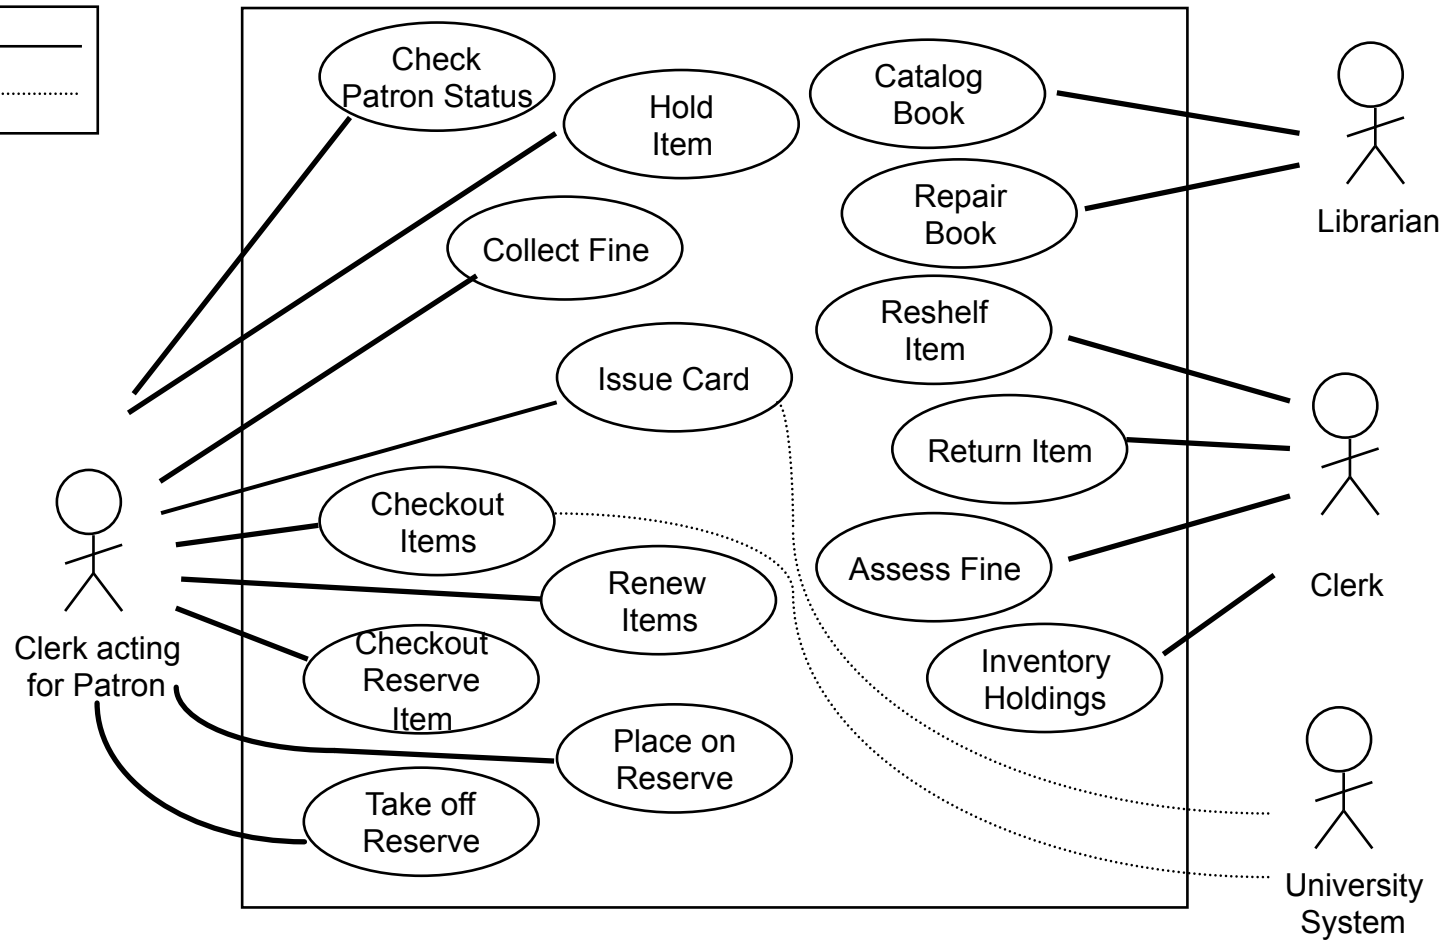 Check
Patron Status
Hold
Item
Catalog
Book
Repair
Book
Librarian
Collect Fine
Reshelf
Item
Issue Card
Return Item
Checkout
Items
Assess Fine
Clerk
Renew
Items
Clerk acting
for Patron
Checkout
Reserve
Item
Inventory
Holdings
Place on
Reserve
Take off
Reserve
University
System